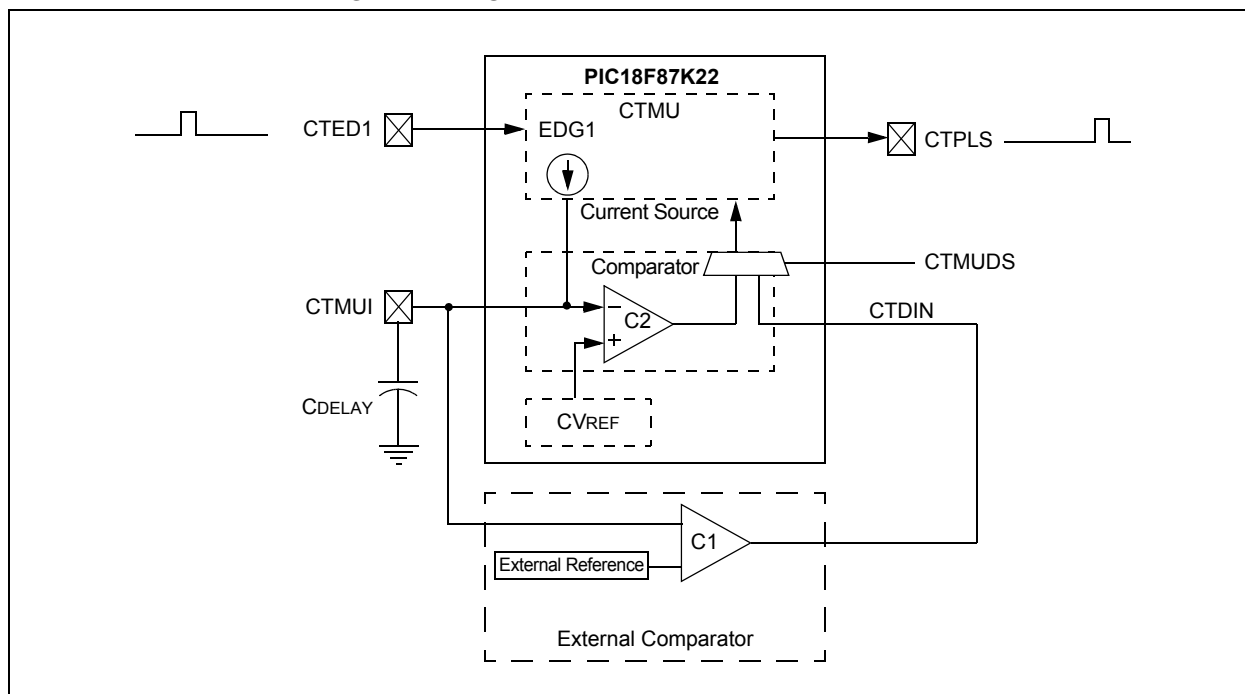 PIC18F87K22
CTMU
CTED1
EDG1
CTPLS
Current Source
Comparator
CTMUDS
CTMUI
C2
CTDIN
CDELAY
CVREF
C1
External Reference
External Comparator